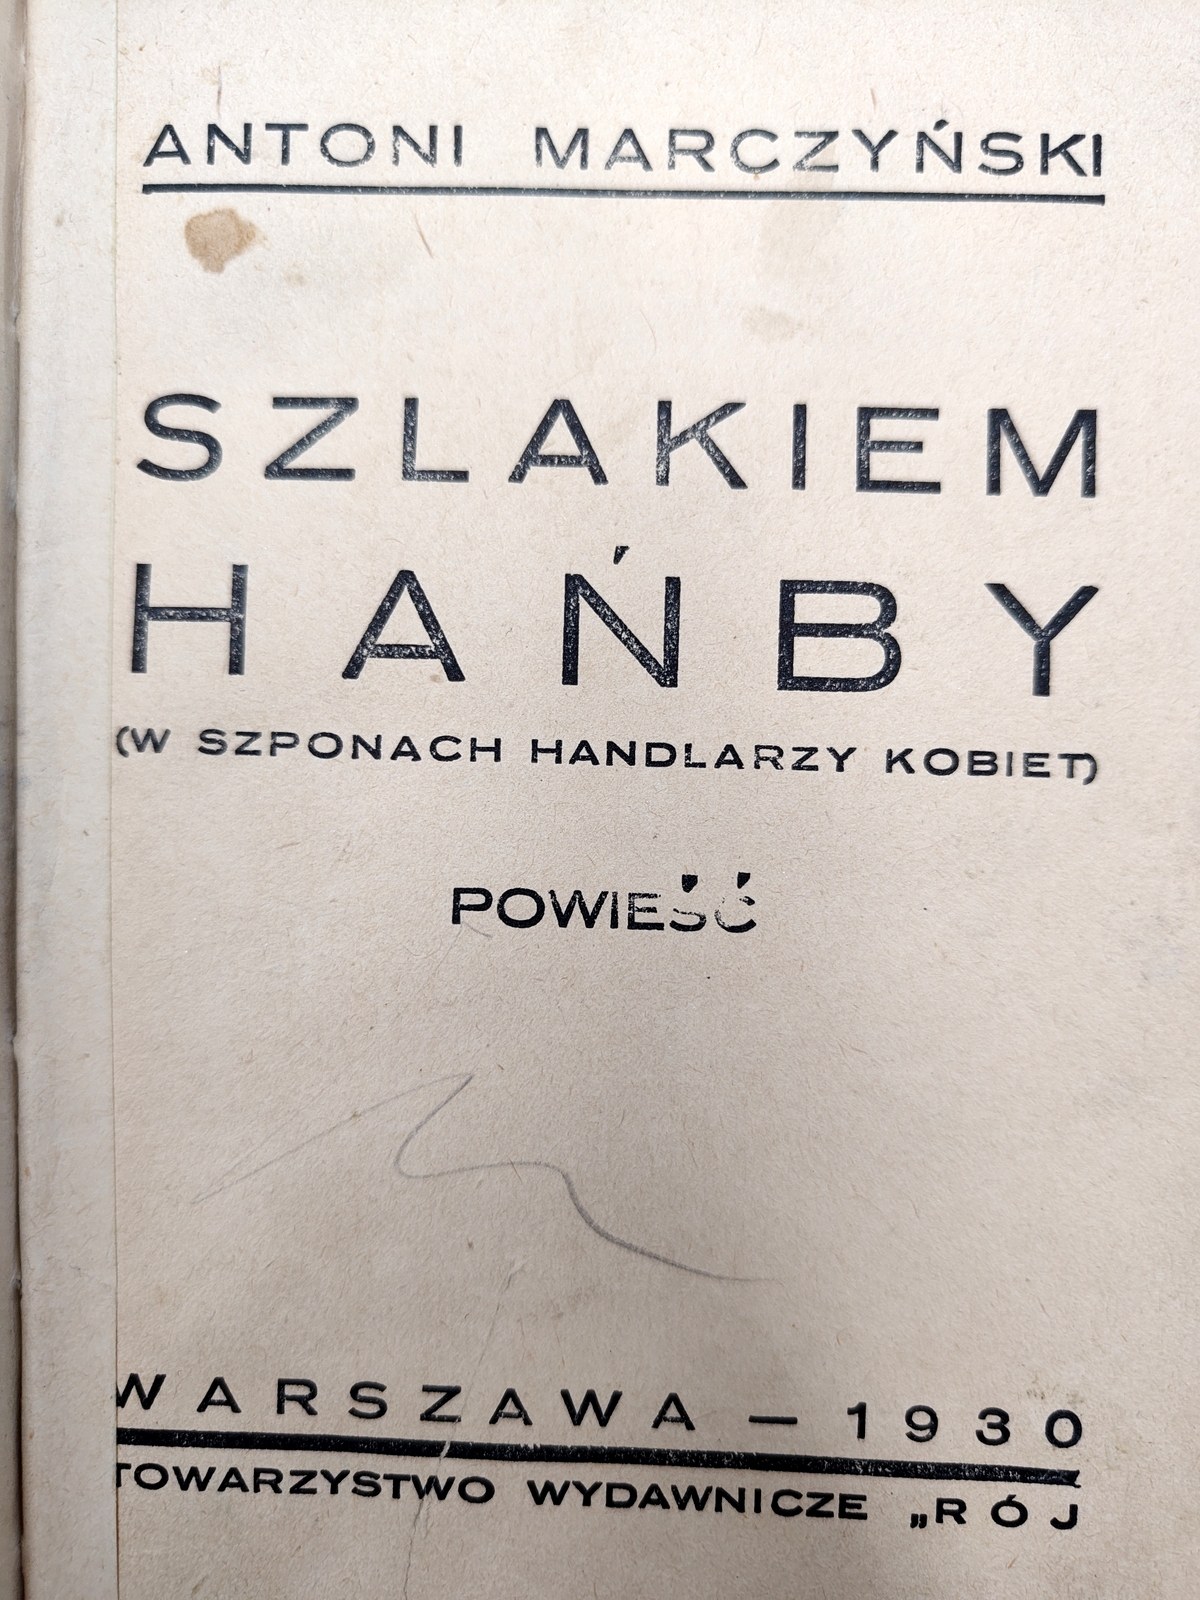 ANTONI MARCZYŃSKI
SZLAKIEM
HAŃBY
(W SZPONACH HANDLARZY KOBIET)
POWIEŚĆ
WARSZAWA — 1930
TOWARZYSTWO WYDAWNICZE „RÓJ